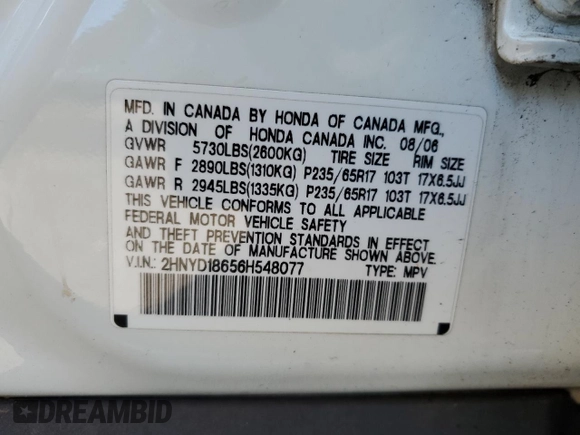 MFD. IN CANADA BY HONDA OF CANADA MFG.,
A DIVISION OF HONDA CANADA INC. 08/06
GVWR 5730LBS(2600KG) TIRE SIZE RIM SIZE
GAWR F 2890LBS(1310KG) P235/65R17 103T 17X6.5JJ
GAWR R 2945LBS(1335KG) P235/65R17 103T 17X6.5JJ
THIS VEHICLE CONFORMS TO ALL APPLICABLE
FEDERAL MOTOR VEHICLE SAFETY
AND THEFT PREVENTION STANDARDS IN EFFECT
ON THE DATE OF MANUFACTURE SHOWN ABOVE.
V.I.N.: 2HNYD18656H548077 TYPE: MPV
DREAMBID